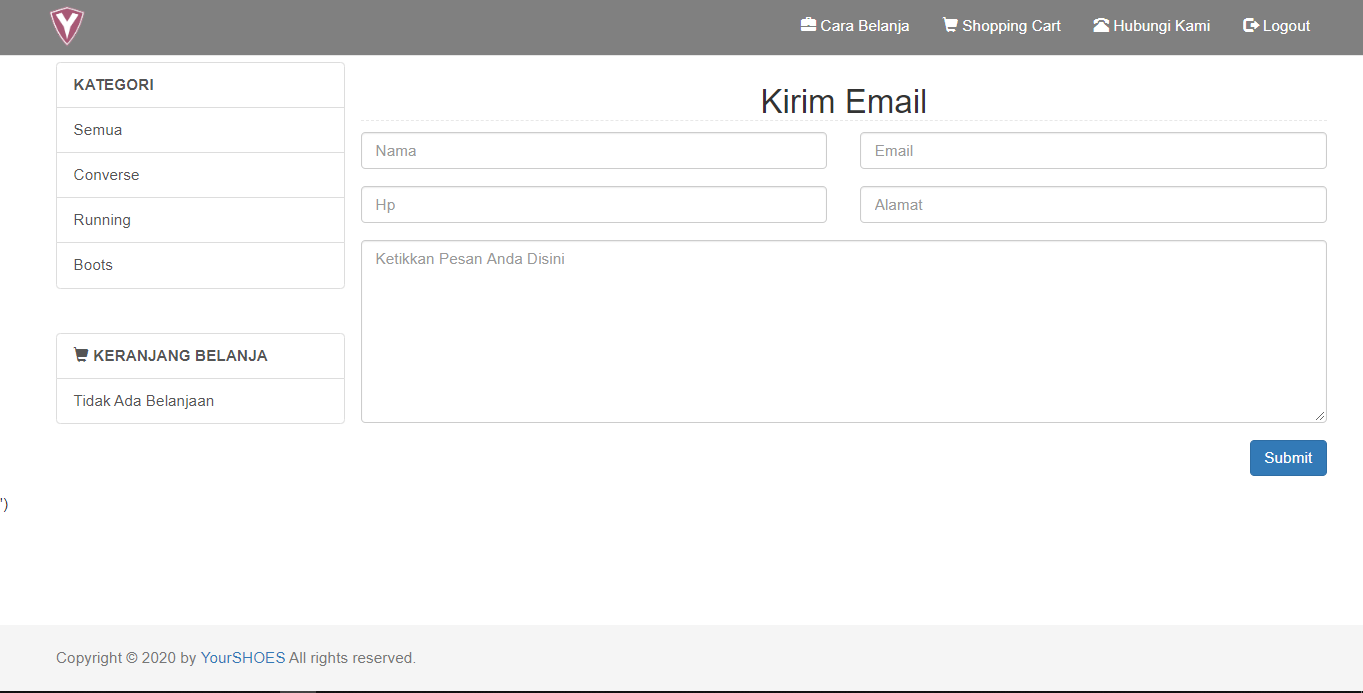 Y
Cara Belanja Shopping Cart Hubungi Kami Logout
KATEGORI
Semua
Converse
Running
Boots
KERANJANG BELANJA
Tidak Ada Belanjaan
Kirim Email
Nama Email
Hp Alamat
Ketikkan Pesan Anda Disini
Submit
')
Copyright © 2020 by YourSHOES All rights reserved.